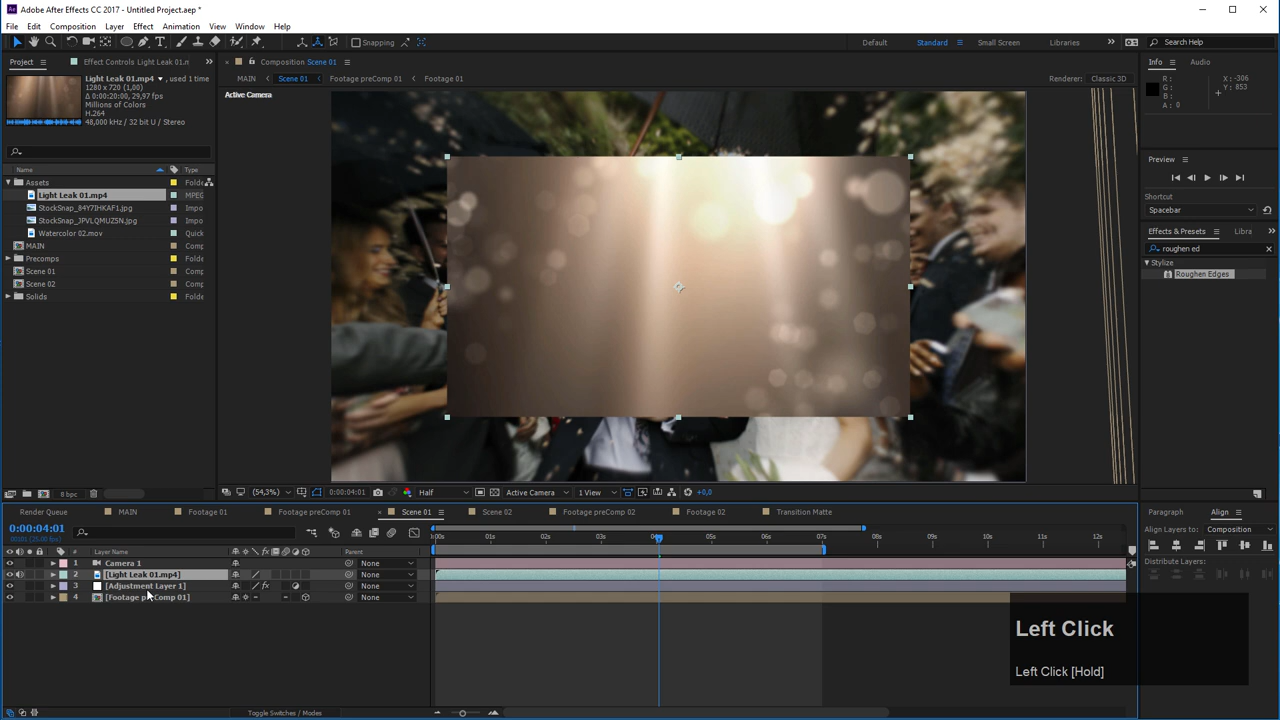 Adobe After Effects CC 2017 - Untitled Project.aep *
File Edit Composition Layer Effect Animation View Window Help
Snapping
Default Standard Small Screen Libraries Search Help
Project Effect Controls Light Leak 01.m
Composition Scene 01
Info Audio
Light Leak 01.mp4 , used 1 time
1280 x 720 (1,00)
Δ 0:00:20:00, 29,97 fps
Millions of Colors
H.264
48,000 kHz / 32 bit U / Stereo
MAIN Scene 01 Footage preComp 01 Footage 01
Renderer: Classic 3D
Active Camera
R :
G :
B :
A : 0
X : -306
Y : 853
Name Type
Assets Folde
Light Leak 01.mp4 MPEG
StockSnap_84Y7IHKAF1.jpg Impo
StockSnap_JPVLQMUZSN.jpg Impo
Watercolor 02.mov Quick
MAIN Comp
Precomps Folde
Scene 01 Comp
Scene 02 Comp
Solids Folde
Preview
Shortcut
Spacebar
Effects & Presets Libra
roughen ed
Stylize
Roughen Edges
8 bpc
(54,3%) 0:00:04:01 Half Active Camera 1 View +0,0
Render Queue MAIN Footage 01 Footage preComp 01 Scene 01 Scene 02 Footage preComp 02 Footage 02 Transition Matte
Paragraph Align
0:00:04:01
00101 (25.00 fps)
Align Layers to: Composition
Distribute Layers:
:00s 01s 02s 03s 04s 05s 06s 07s 08s 09s 10s 11s 12s
# Layer Name Parent
1 Camera 1 None
2 [Light Leak 01.mp4] None
3 [Adjustment Layer 1] None
4 [Footage preComp 01] None
Left Click
Left Click [Hold]
Toggle Switches / Modes